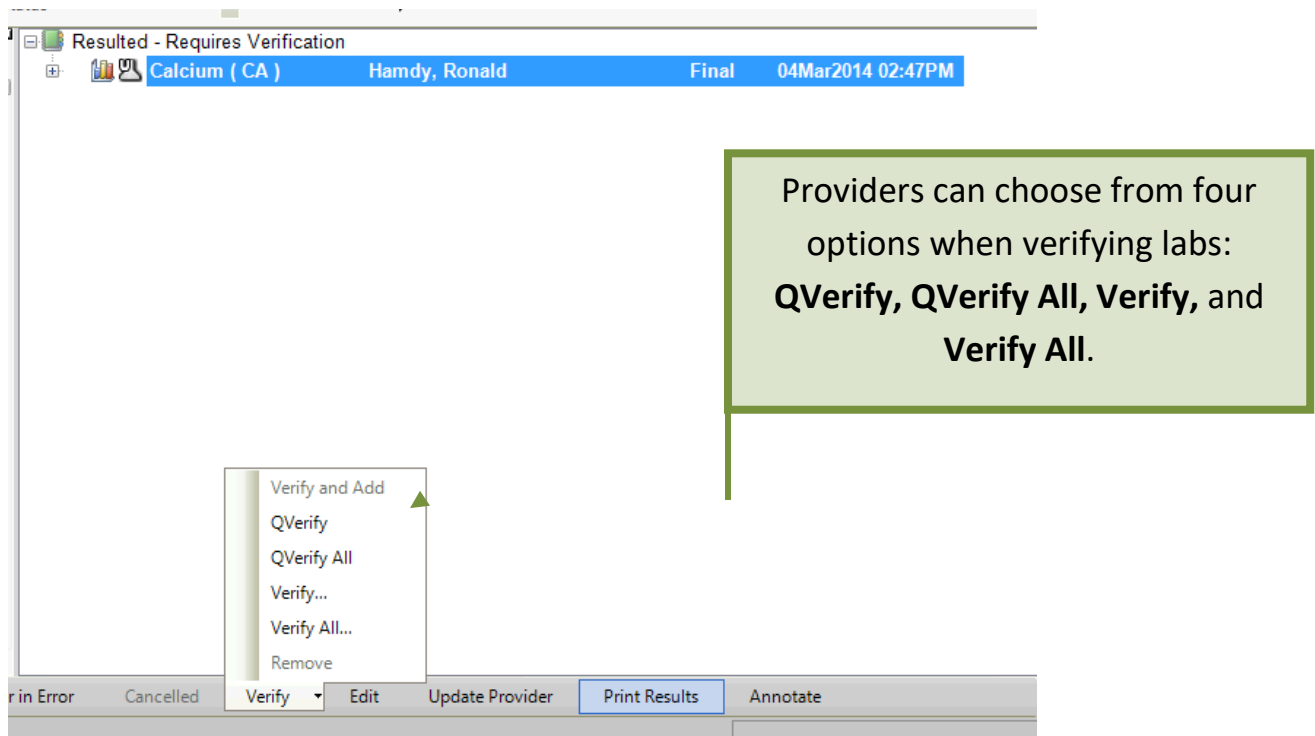 Resulted - Requires Verification
Calcium ( CA ) Hamdy, Ronald Final 04Mar2014 02:47PM
Providers can choose from four
options when verifying labs:
QVerify, QVerify All, Verify, and
Verify All.
Verify and Add
QVerify
QVerify All
Verify...
Verify All...
Remove
r in Error Cancelled Verify Edit Update Provider Print Results Annotate